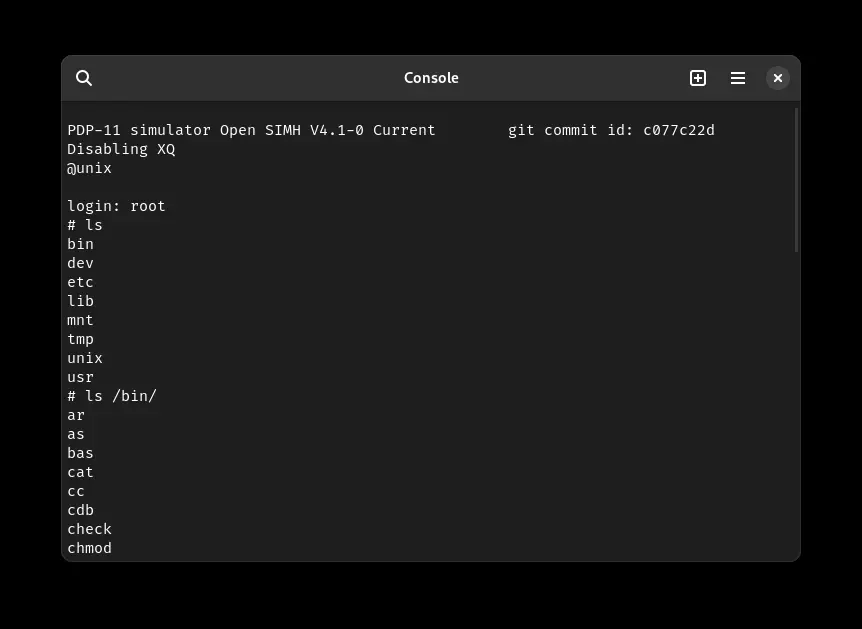 Console
PDP-11 simulator Open SIMH V4.1-0 Current        git commit id: c077c22d
Disabling XQ
@unix
login: root
# ls
bin
dev
etc
lib
mnt
tmp
unix
usr
# ls /bin/
ar
as
bas
cat
cc
cdb
check
chmod